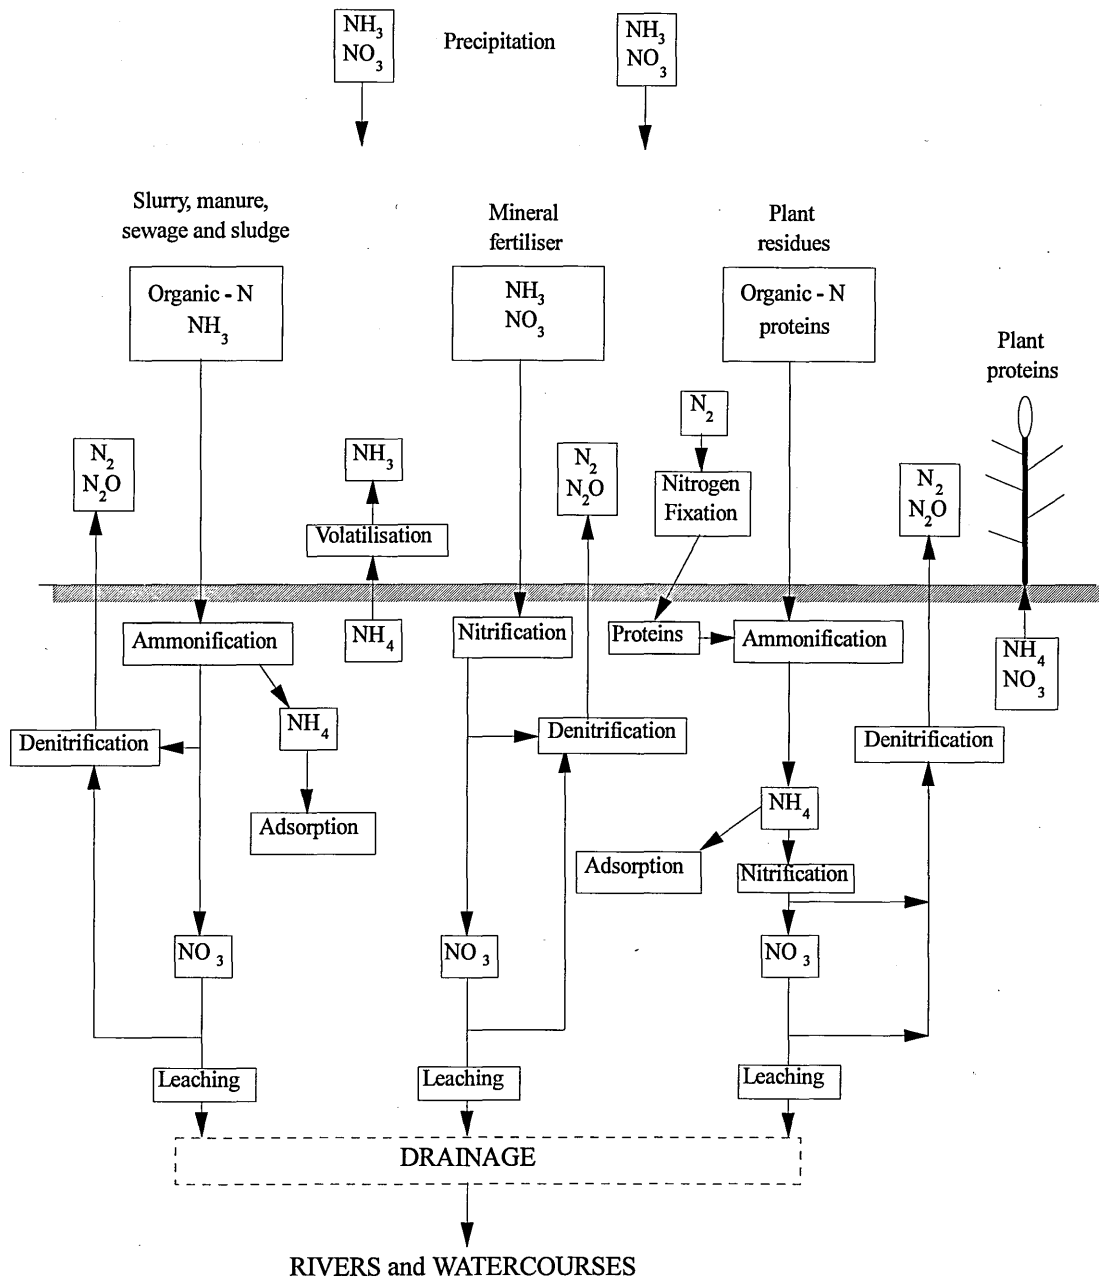 NH3
NO3
Precipitation
NH3
NO3
Slurry, manure,
sewage and sludge
Mineral
fertiliser
Plant
residues
Organic - N
NH3
NH3
NO3
Organic - N
proteins
Plant
proteins
N2
N2
N2O
NH3
N2
N2O
Nitrogen
Fixation
N2
N2O
Volatilisation
Ammonification
NH4
Nitrification
Proteins
Ammonification
NH4
NO3
NH4
Denitrification
Denitrification
Denitrification
NH4
Adsorption
Adsorption
Nitrification
NO3
NO3
NO3
Leaching
Leaching
Leaching
DRAINAGE
RIVERS and WATERCOURSES